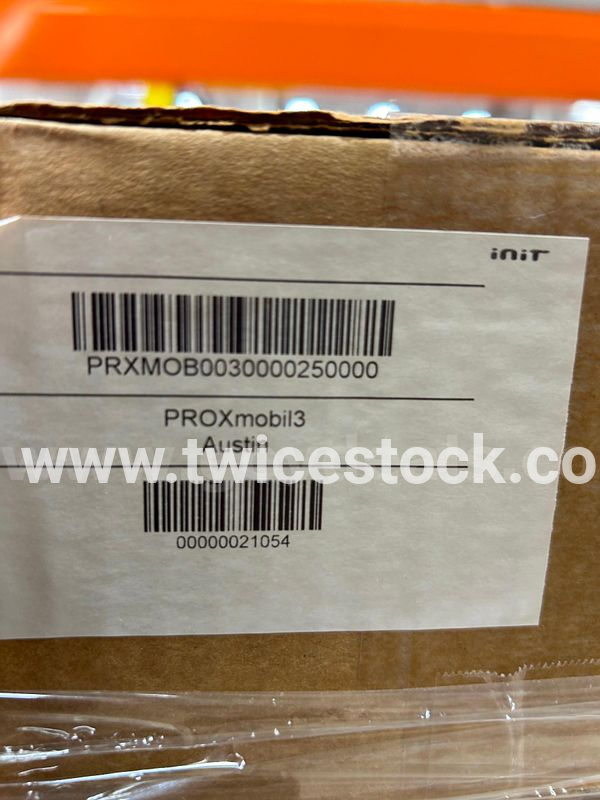 init
PRXMOB0030000250000
PROXmobil3
Austin
www.twicestock.co
00000021054